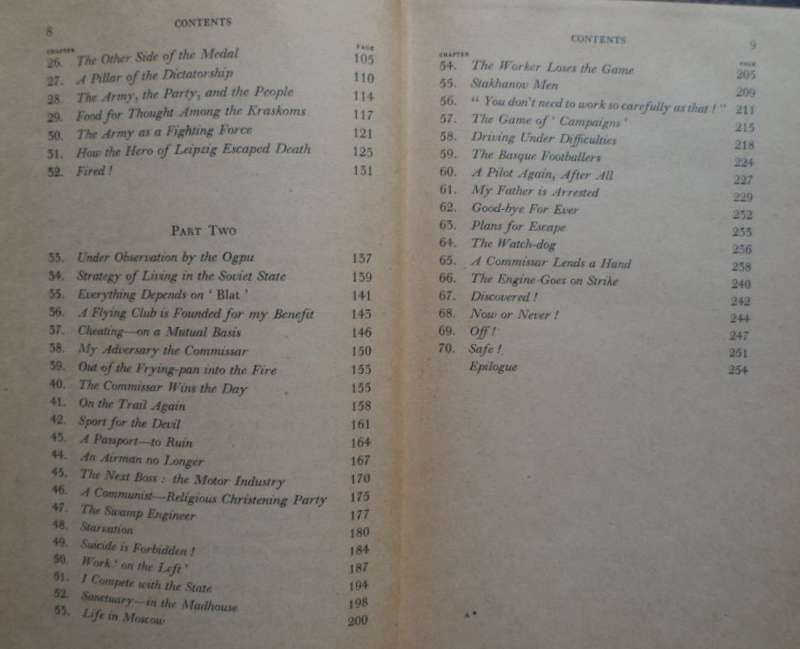 8
CONTENTS
CHAPTER PAGE
26. The Other Side of the Medal 105
27. A Pillar of the Dictatorship 110
28. The Army, the Party, and the People 114
29. Food for Thought Among the Kraskoms 117
30. The Army as a Fighting Force 121
31. How the Hero of Leipzig Escaped Death 125
32. Fired !
131
PART TWO
33. Under Observation by the Ogpu 137
34. Strategy of Living in the Soviet State 139
35. Everything Depends on ‘ Blat ’ 141
36. A Flying Club is Founded for my Benefit 143
37. Cheating—on a Mutual Basis 146
38. My Adversary the Commissar 150
39. Out of the Frying-pan into the Fire 153
40. The Commissar Wins the Day 155
41. On the Trail Again 158
42. Sport for the Devil 161
43. A Passport—to Ruin 164
44. An Airman no Longer 167
45. The Next Boss : the Motor Industry 170
46. A Communist—Religious Christening Party 175
47. The Swamp Engineer 177
48. Starvation 180
49. Suicide is Forbidden ! 184
50. Work ‘ on the Left ’ 187
51. I Compete with the State 194
52. Sanctuary—in the Madhouse 198
53. Life in Moscow 200
CONTENTS
9
CHAPTER PAGE
54. The Worker Loses the Game 205
55. Stakhanov Men 209
56. “ You don't need to work so carefully as that ! ” 211
57. The Game of ‘ Campaigns ’ 215
58. Driving Under Difficulties 218
59. The Basque Footballers 224
60. A Pilot Again, After All 227
61. My Father is Arrested 229
62. Good-bye For Ever 232
63. Plans for Escape 233
64. The Watch-dog 236
65. A Commissar Lends a Hand 238
66. The Engine Goes on Strike 240
67. Discovered ! 242
68. Now or Never ! 244
69. Off ! 247
70. Safe ! 251
Epilogue 254
A*